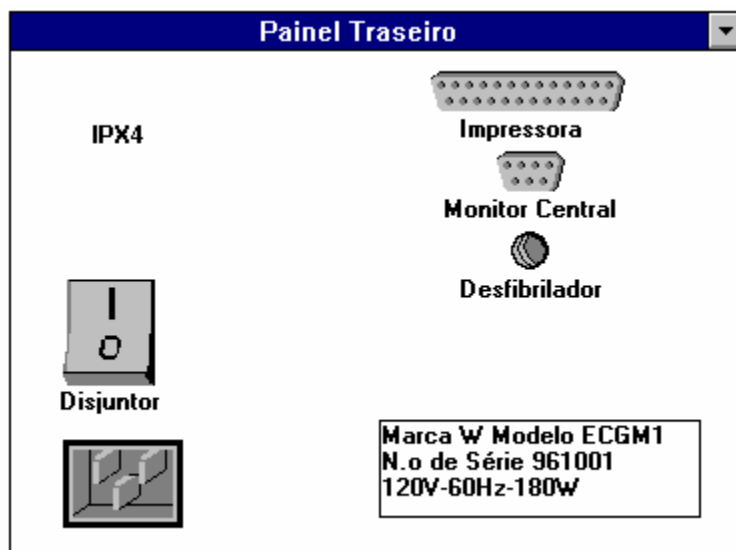 Painel Traseiro
IPX4
Impressora
Monitor Central
Desfibrilador
I
O
Disjuntor
Marca W Modelo ECGM1
N.o de Série 961001
120V-60Hz-180W